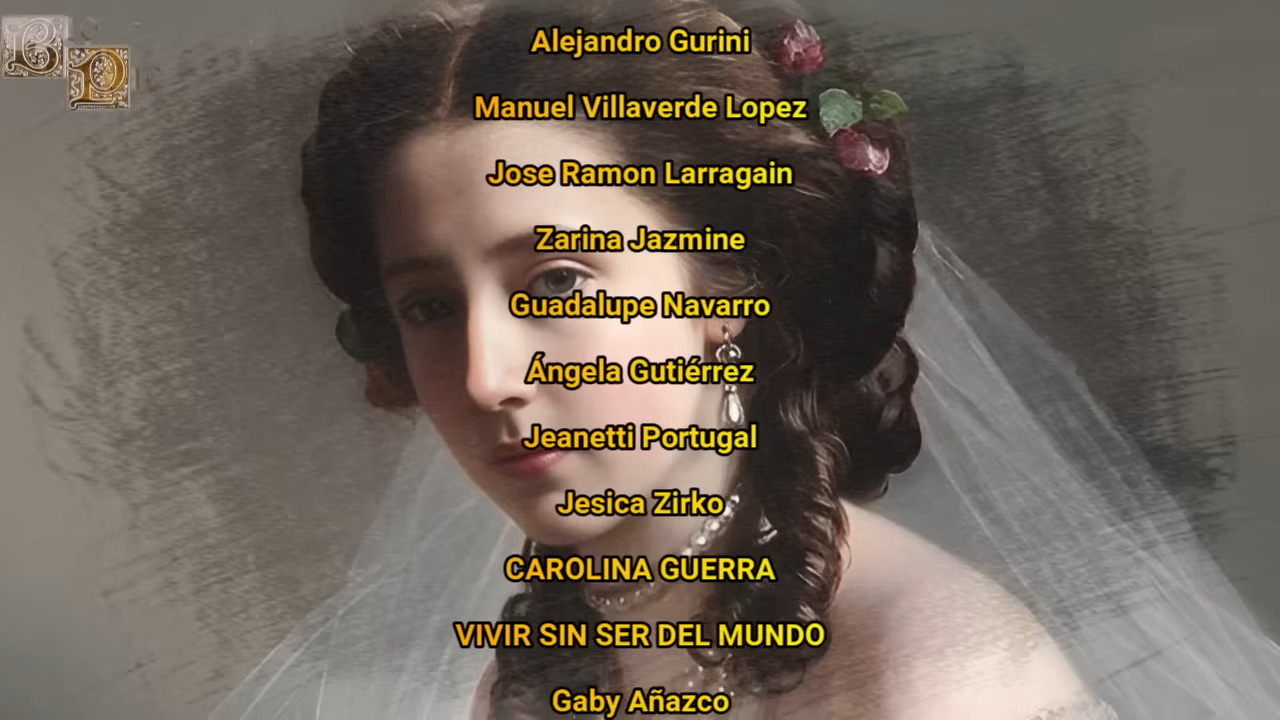 B
P
Alejandro Gurini
Manuel Villaverde Lopez
Jose Ramon Larragain
Zarina Jazmine
Guadalupe Navarro
Ángela Gutiérrez
Jeanetti Portugal
Jesica Zirko
CAROLINA GUERRA
VIVIR SIN SER DEL MUNDO
Gaby Añazco